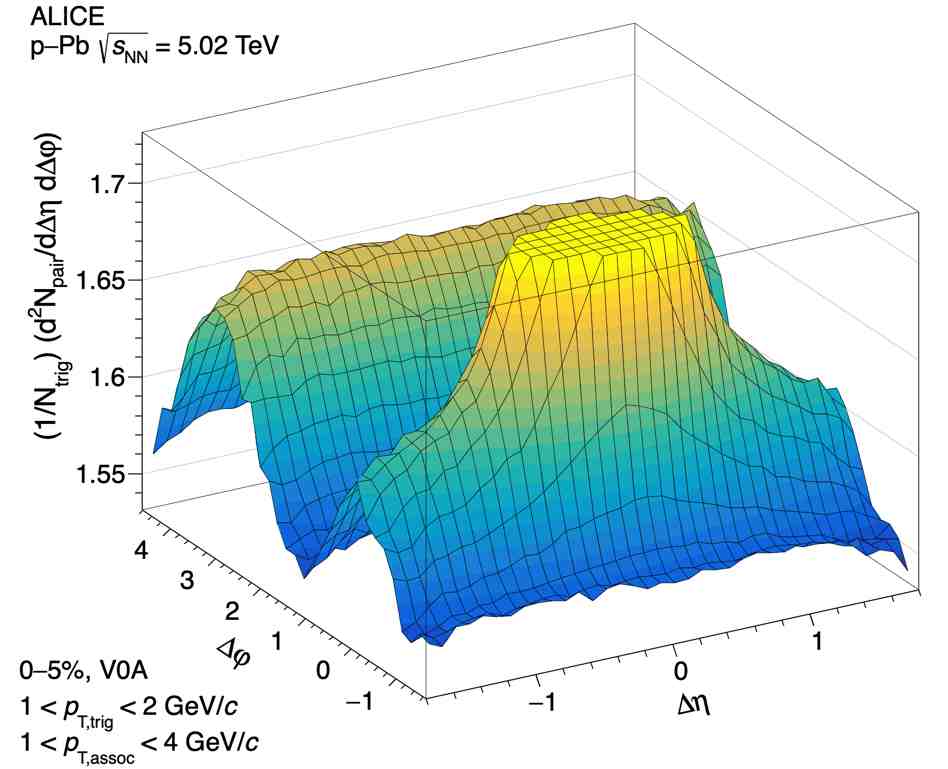 ALICE
p–Pb √sNN = 5.02 TeV
(1/Ntrig) (d²Npair/dΔη dΔφ)
1.7
1.65
1.6
1.55
4
3
2
1
0
−1
Δφ
−1
0
1
Δη
0–5%, V0A
1 < pT,trig < 2 GeV/c
1 < pT,assoc < 4 GeV/c